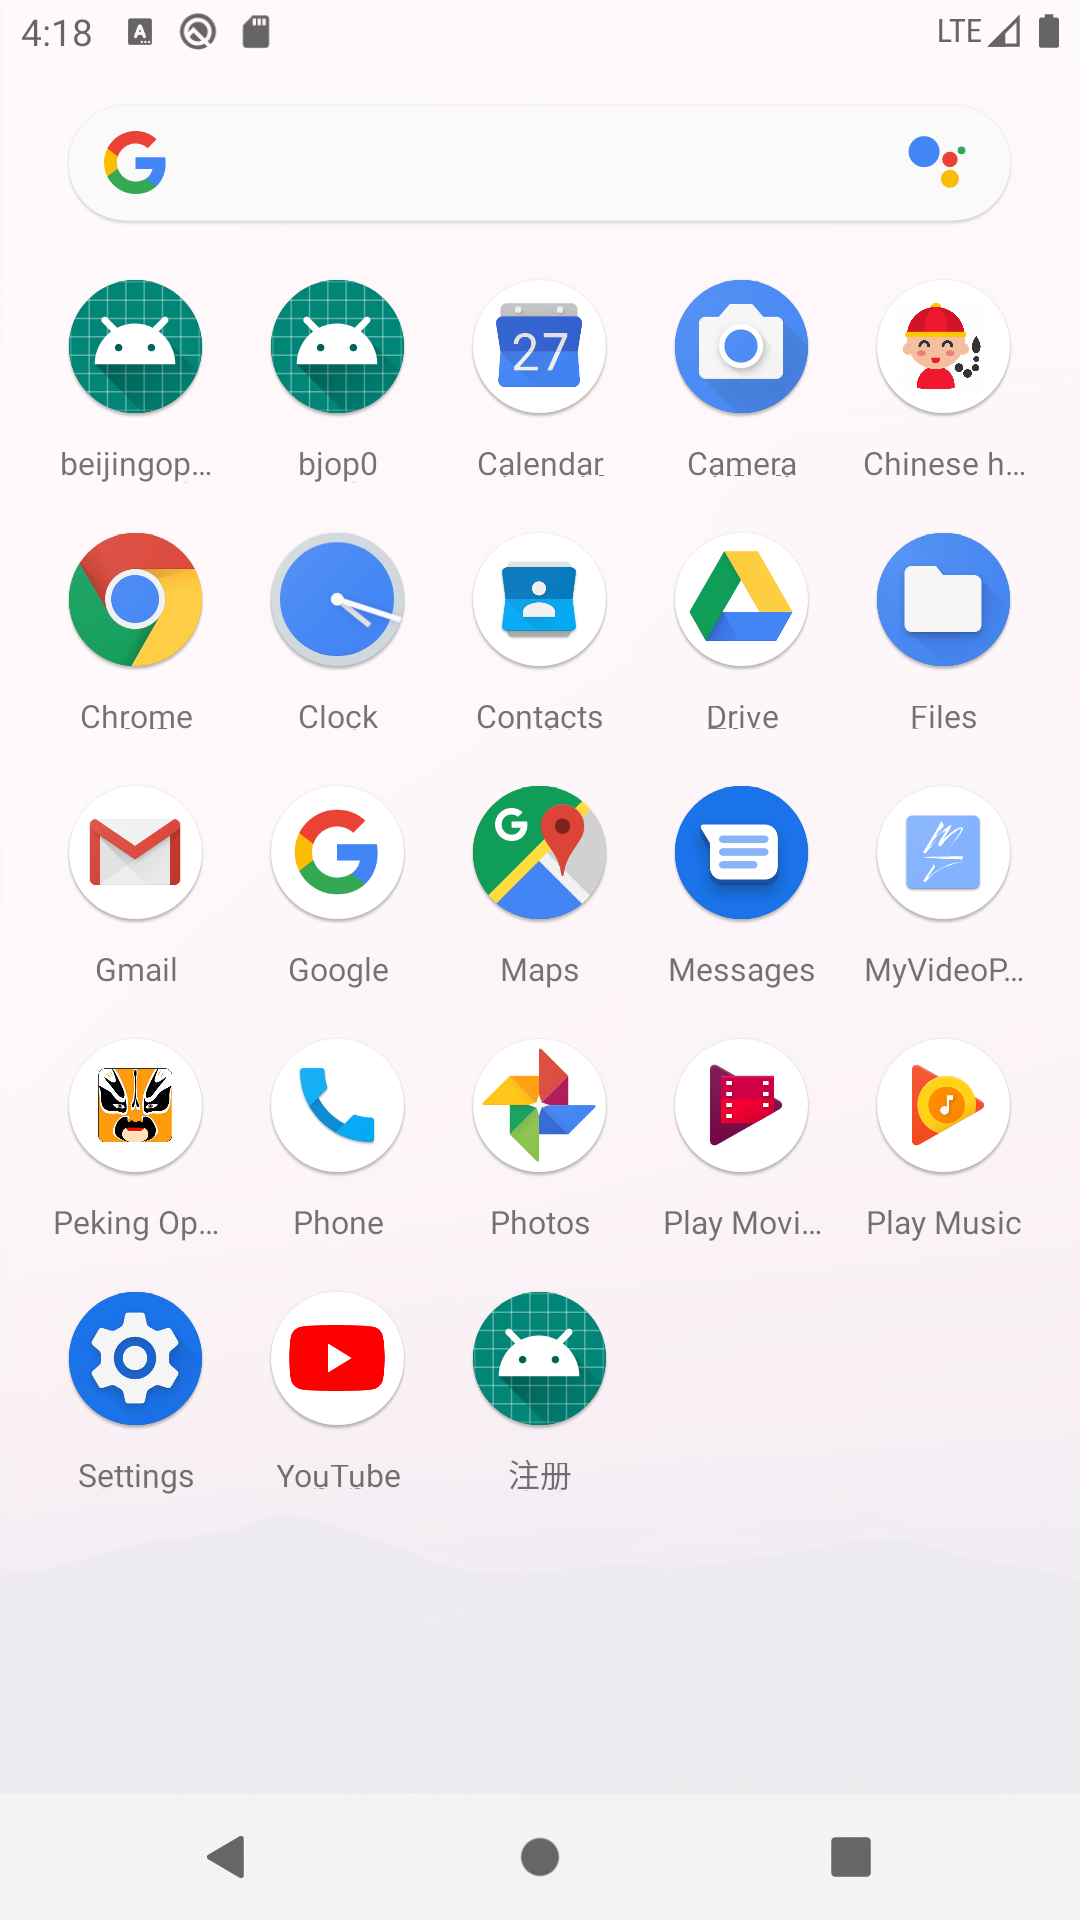 4:18 LTE
beijingop... bjop0 Calendar Camera Chinese h...
27
Chrome Clock Contacts Drive Files
Gmail Google Maps Messages MyVideoP...
Peking Op... Phone Photos Play Movi... Play Music
Settings YouTube 注册